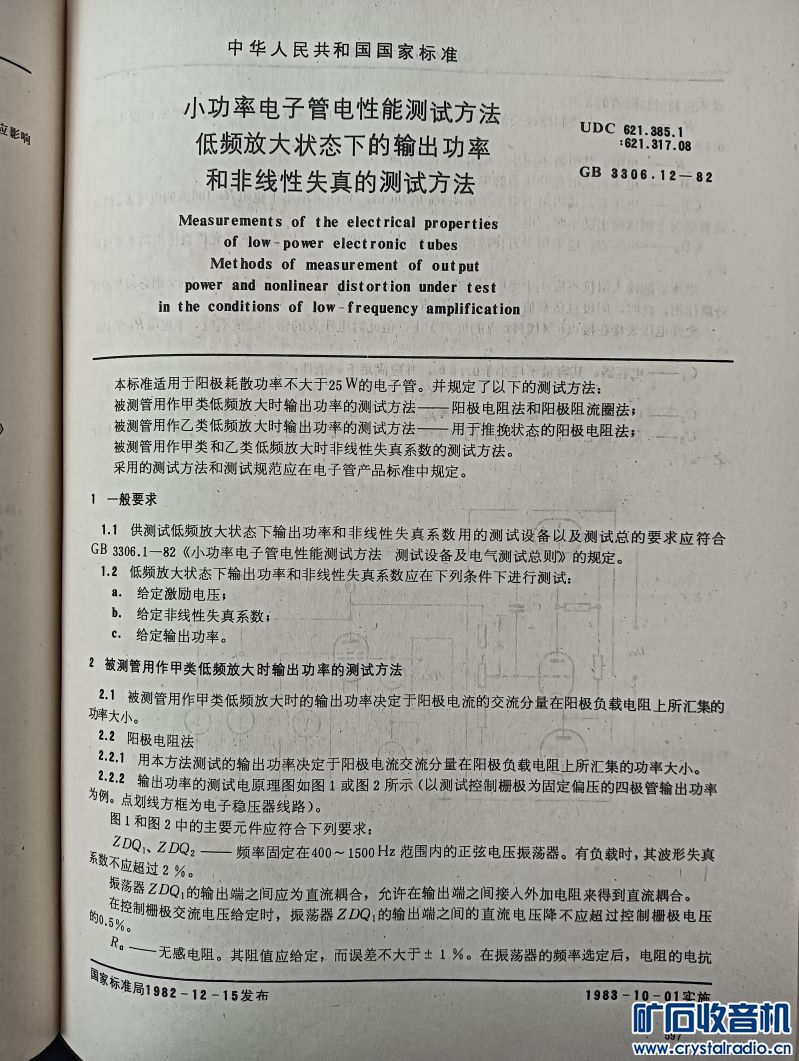 中华人民共和国国家标准
小功率电子管电性能测试方法
低频放大状态下的输出功率
和非线性失真的测试方法
UDC 621.385.1
:621.317.08
GB 3306.12—82
Measurements of the electrical properties
of low-power electronic tubes
Methods of measurement of output
power and nonlinear distortion under test
in the conditions of low-frequency amplification
应影响
》
本标准适用于阳极耗散功率不大于25W的电子管。并规定了以下的测试方法：
被测管用作甲类低频放大时输出功率的测试方法——阳极电阻法和阳极阻流圈法；
被测管用作乙类低频放大时输出功率的测试方法——用于推挽状态的阳极电阻法；
被测管用作甲类和乙类低频放大时非线性失真系数的测试方法。
采用的测试方法和测试规范应在电子管产品标准中规定。
1 一般要求
1.1 供测试低频放大状态下输出功率和非线性失真系数用的测试设备以及测试总的要求应符合
GB 3306.1—82《小功率电子管电性能测试方法 测试设备及电气测试总则》的规定。
1.2 低频放大状态下输出功率和非线性失真系数应在下列条件下进行测试：
a. 给定激励电压；
b. 给定非线性失真系数；
c. 给定输出功率。
2 被测管用作甲类低频放大时输出功率的测试方法
2.1 被测管用作甲类低频放大时的输出功率决定于阳极电流的交流分量在阳极负载电阻上所汇集的
功率大小。
2.2 阳极电阻法
2.2.1 用本方法测试的输出功率决定于阳极电流交流分量在阳极负载电阻上所汇集的功率大小。
2.2.2 输出功率的测试电原理图如图1或图2所示（以测试控制栅极为固定偏压的四极管输出功率
为例。点划线方框为电子稳压器线路）。
图1和图2中的主要元件应符合下列要求：
ZDQ₁、ZDQ₂ —— 频率固定在400～1500Hz范围内的正弦电压振荡器。有负载时，其波形失真
系数不应超过2％。
振荡器ZDQ₁的输出端之间应为直流耦合，允许在输出端之间接入外加电阻来得到直流耦合。
在控制栅极交流电压给定时，振荡器ZDQ₁的输出端之间的直流电压降不应超过控制栅极电压
的0.5％。
Rₐ ——无感电阻。其阻值应给定，而误差不大于±1％。在振荡器的频率选定后，电阻的电抗
国家标准局1982-12-15发布
1983-10-01实施
597
矿石收音机
www.crystalradio.cn